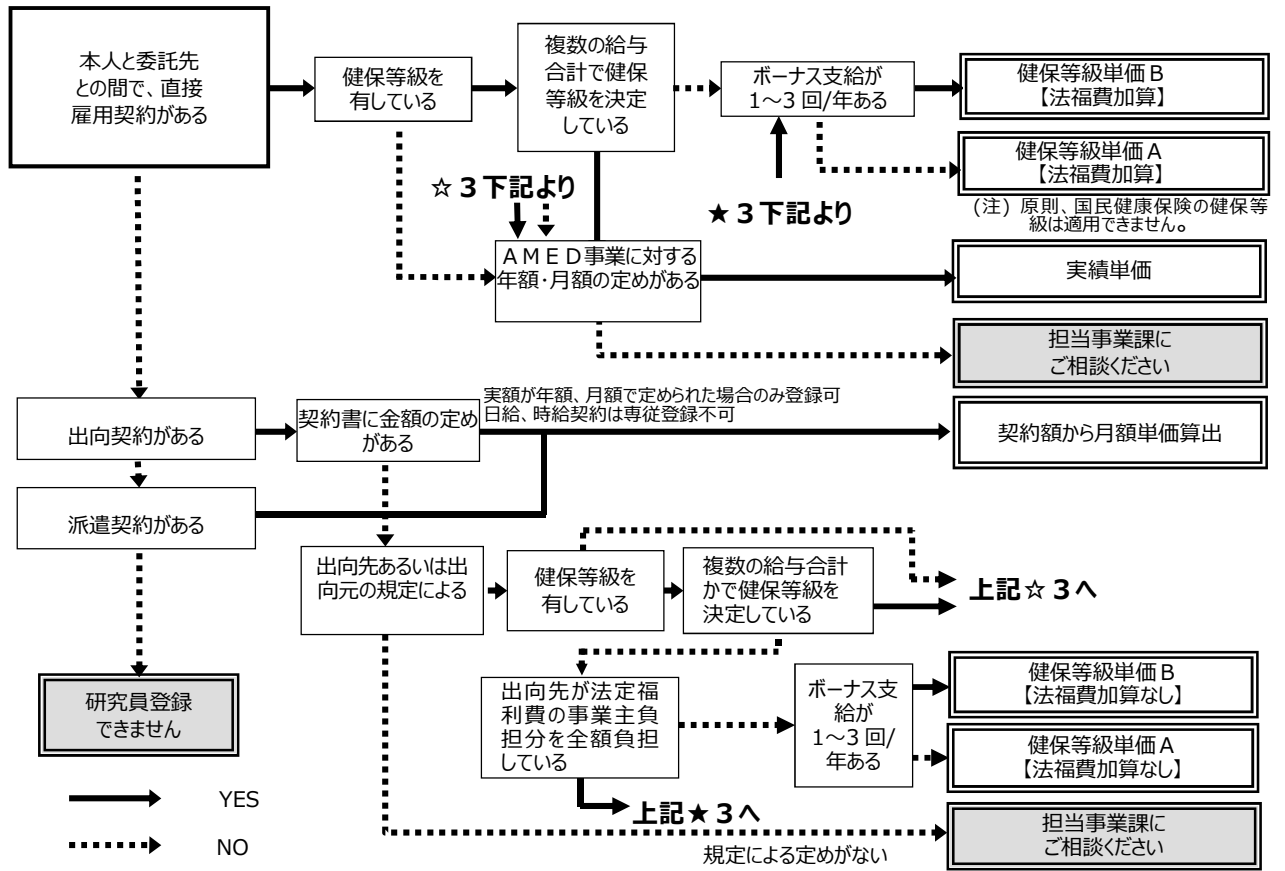 本人と委託先
との間で、直接
雇用契約がある
健保等級を
有している
複数の給与
合計で健保
等級を決定
している
ボーナス支給が
1～3 回/年ある
健保等級単価 B
【法福費加算】
健保等級単価 A
【法福費加算】
(注) 原則、国民健康保険の健保等
級は適用できません。
☆３下記より
★３下記より
ＡＭＥＤ事業に対する
年額・月額の定めがある
実績単価
担当事業課に
ご相談ください
出向契約がある
契約書に金額の定め
がある
実額が年額、月額で定められた場合のみ登録可
日給、時給契約は専従登録不可
契約額から月額単価算出
派遣契約がある
出向先あるいは出
向元の規定による
健保等級を
有している
複数の給与合計
かで健保等級を
決定している
上記☆３へ
研究員登録
できません
出向先が法定福
利費の事業主負
担分を全額負担
している
ボーナス支
給が
1～3 回/
年ある
健保等級単価 B
【法福費加算なし】
健保等級単価 A
【法福費加算なし】
上記★３へ
担当事業課に
ご相談ください
規定による定めがない
YES
NO